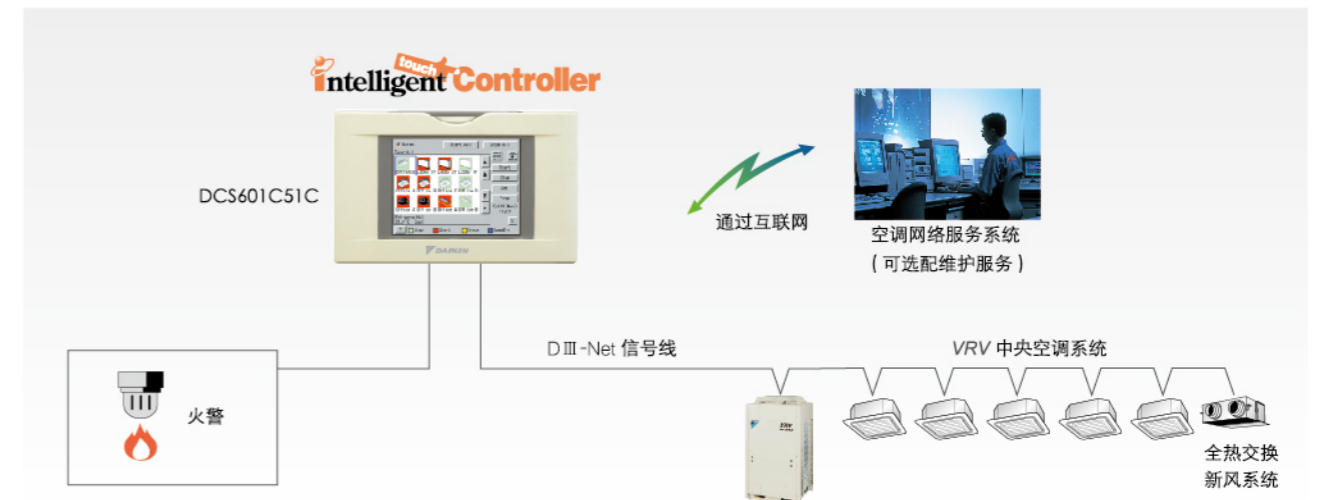 intelligent touch Controller
DCS601C51C
DAIKIN
通过互联网
空调网络服务系统
(可选配维护服务)
DⅢ-Net 信号线
VRV 中央空调系统
火警
VRV
全热交换
新风系统